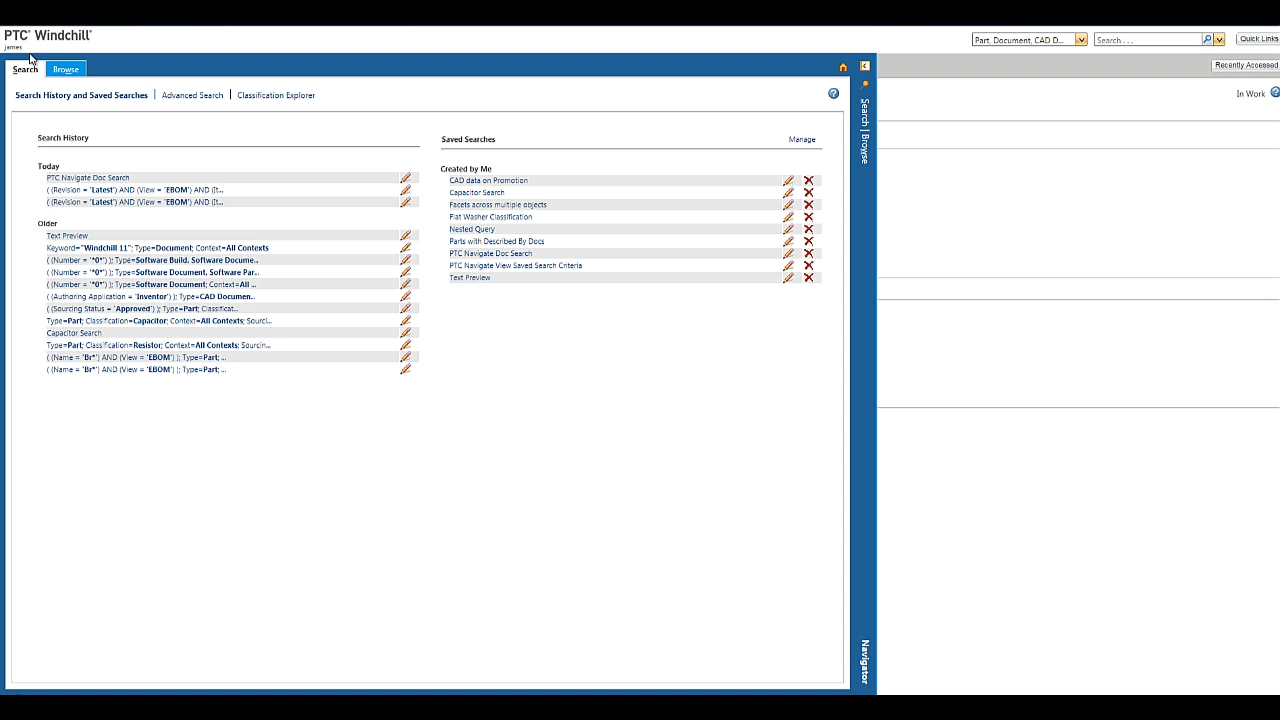 PTC® Windchill®
james
Part, Document, CAD D...
Search . . .
Quick Links
Search
Browse
Recently Accessed
Search History and Saved Searches
Advanced Search
Classification Explorer
In Work
Search | Browse
Search History
Saved Searches
Manage
Today
PTC Navigate Doc Search
( (Revision = 'Latest') AND (View = 'EBOM') AND (It...
( (Revision = 'Latest') AND (View = 'EBOM') AND (It...
Older
Text Preview
Keyword="Windchill 11"; Type=Document; Context=All Contexts
( (Number = '*0*') ); Type=Software Build, Software Docume..
( (Number = '*0*') ); Type=Software Document, Software Par...
( (Number = '*0*') ); Type=Software Document; Context=All ...
( (Authoring Application = 'Inventor') ); Type=CAD Documen...
( (Sourcing Status = 'Approved') ); Type=Part; Classificat...
Type=Part; Classification=Capacitor; Context=All Contexts; Sourci...
Capacitor Search
Type=Part; Classification=Resistor; Context=All Contexts; Sourcin...
( (Name = 'Br*') AND (View = 'EBOM') ); Type=Part; ...
( (Name = 'Br*') AND (View = 'EBOM') ); Type=Part; ...
Created by Me
CAD data on Promotion
Capacitor Search
Facets across multiple objects
Flat Washer Classification
Nested Query
Parts with Described By Docs
PTC Navigate Doc Search
PTC Navigate View Saved Search Criteria
Text Preview
Navigator